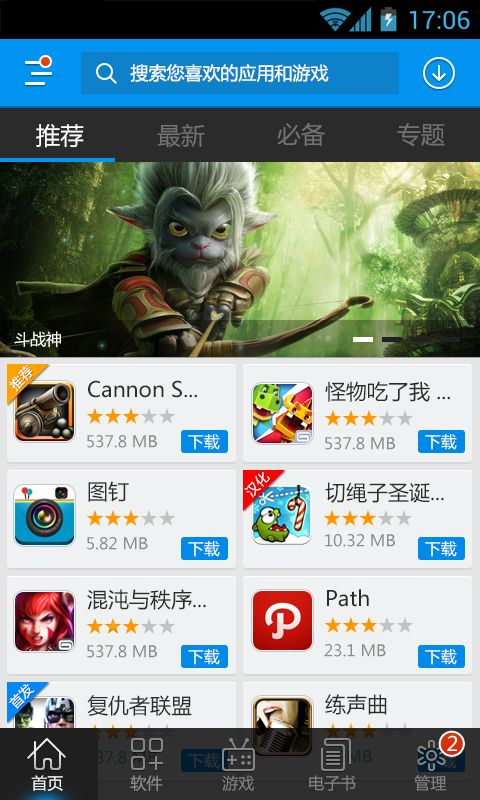 17:06
搜索您喜欢的应用和游戏
推荐
最新
必备
专题
斗战神
推荐
Cannon S...
537.8 MB
下载
怪物吃了我 ...
537.8 MB
下载
图钉
5.82 MB
下载
汉化
切绳子圣诞...
10.32 MB
下载
混沌与秩序...
537.8 MB
下载
Path
23.1 MB
下载
首发
复仇者联盟
练声曲
MB
首页
软件
游戏
电子书
管理
2